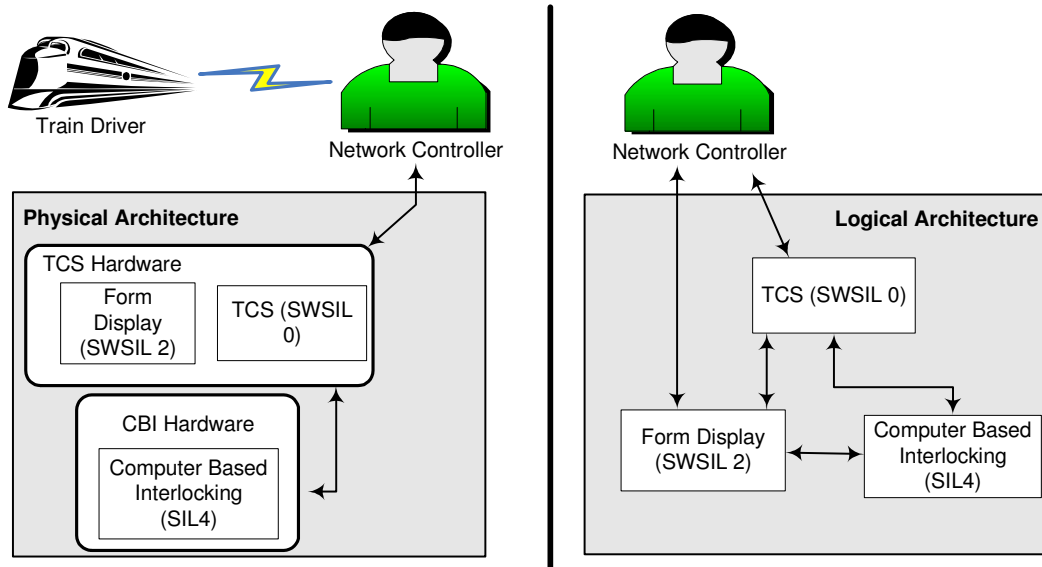 Train Driver
Network Controller
Physical Architecture
TCS Hardware
Form
Display
(SWSIL 2)
TCS (SWSIL
0)
CBI Hardware
Computer Based
Interlocking
(SIL4)
Network Controller
Logical Architecture
TCS (SWSIL 0)
Form Display
(SWSIL 2)
Computer Based
Interlocking
(SIL4)